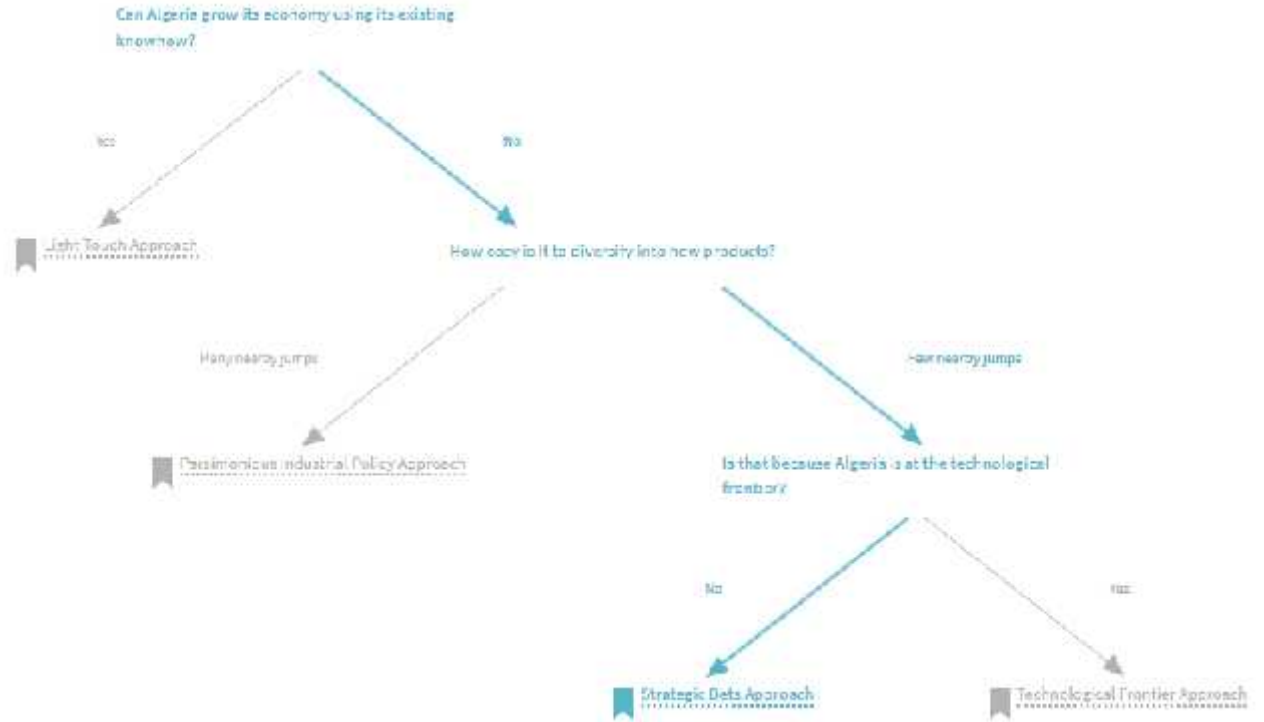 Can Algeria grow its economy using its existing
knowhow?
Yes
No
Light Touch Approach
How easy is it to diversify into new products?
Many nearby jumps
Few nearby jumps
Parsimonious Industrial Policy Approach
Is that because Algeria is at the technological
frontier?
No
Yes
Strategic Bets Approach
Technological Frontier Approach